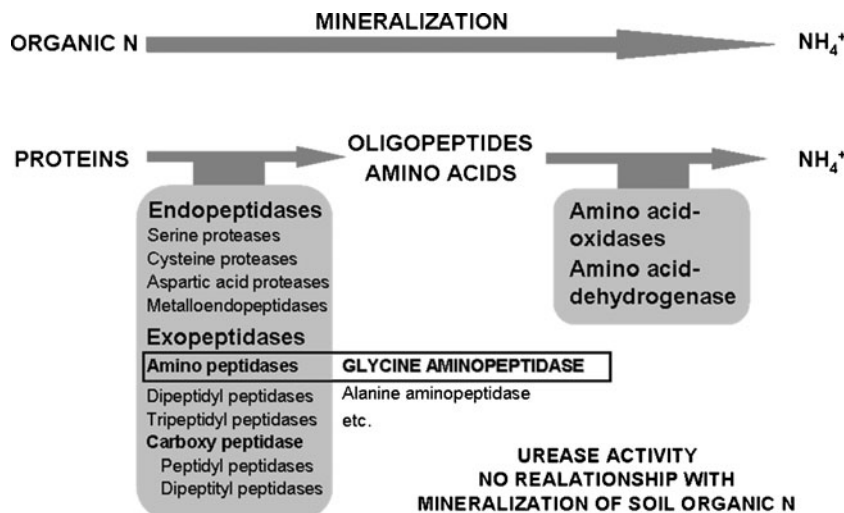 MINERALIZATION
ORGANIC N
NH₄⁺
PROTEINS
OLIGOPEPTIDES
AMINO ACIDS
NH₄⁺
Endopeptidases
Serine proteases
Cysteine proteases
Aspartic acid proteases
Metalloendopeptidases
Exopeptidases
Amino peptidases
GLYCINE AMINOPEPTIDASE
Dipeptidyl peptidases
Alanine aminopeptidase
Tripeptidyl peptidases
etc.
Carboxy peptidase
Peptidyl peptidases
Dipeptityl peptidases
Amino acid-
oxidases
Amino acid-
dehydrogenase
UREASE ACTIVITY
NO REALATIONSHIP WITH
MINERALIZATION OF SOIL ORGANIC N